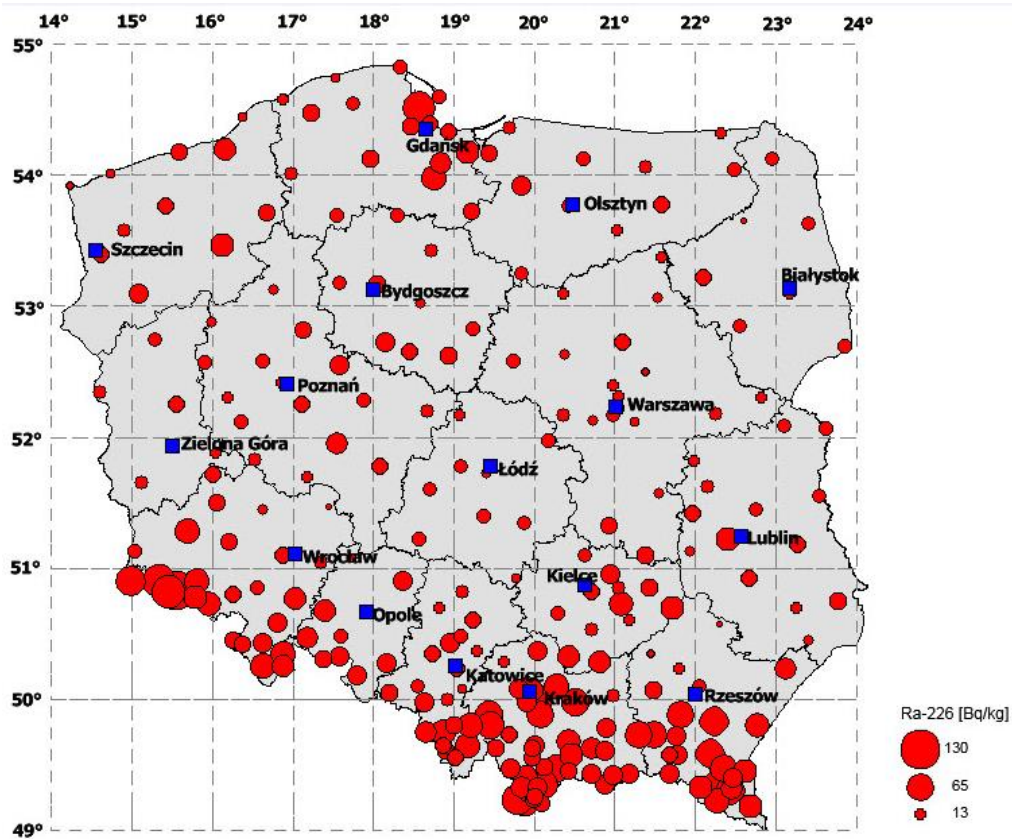 14° 15° 16° 17° 18° 19° 20° 21° 22° 23° 24°
55°
Gdańsk
54°
Olsztyn
Szczecin
Białystok
Bydgoszcz
53°
Poznań
Warszawa
52°
Zielona Góra
Łódź
Lublin
Wrocław
51°
Kielce
Opole
Katowice
50°
Kraków
Rzeszów
Ra-226 [Bq/kg]
130
65
13
49°